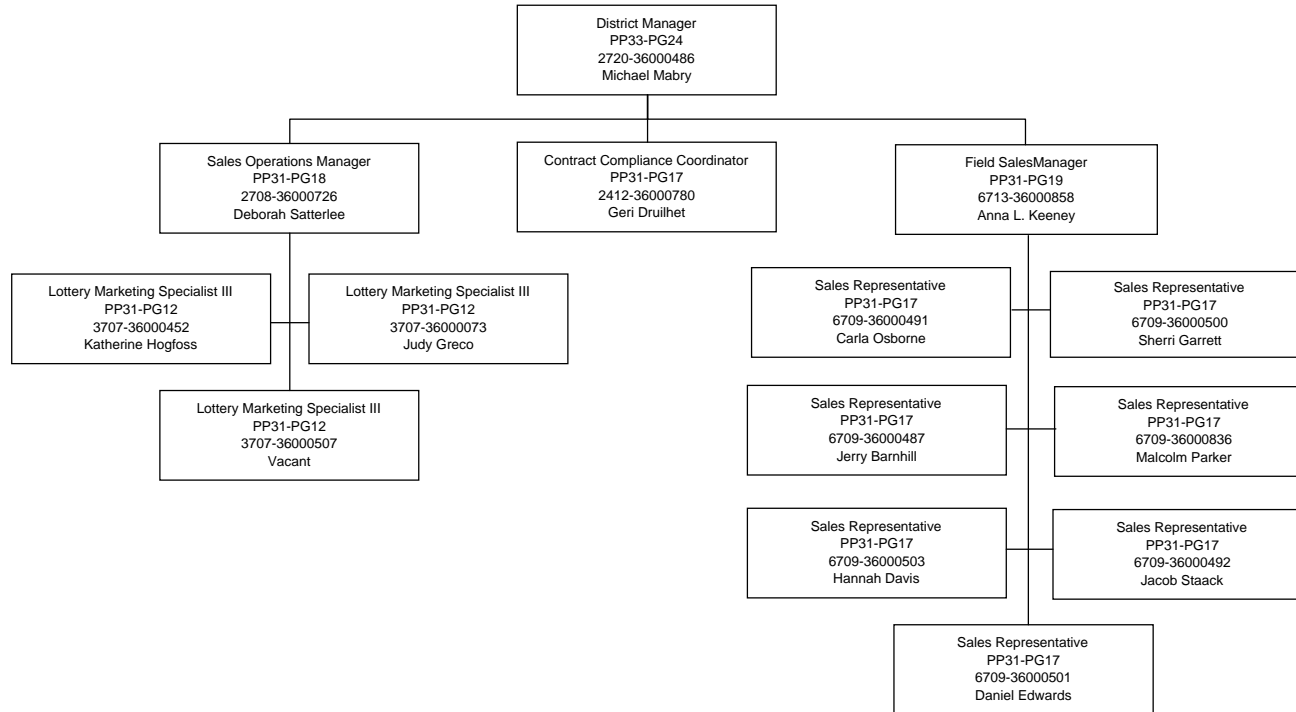 District Manager
PP33-PG24
2720-36000486
Michael Mabry
Sales Operations Manager
PP31-PG18
2708-36000726
Deborah Satterlee
Contract Compliance Coordinator
PP31-PG17
2412-36000780
Geri Druilhet
Field SalesManager
PP31-PG19
6713-36000858
Anna L. Keeney
Lottery Marketing Specialist III
PP31-PG12
3707-36000452
Katherine Hogfoss
Lottery Marketing Specialist III
PP31-PG12
3707-36000073
Judy Greco
Lottery Marketing Specialist III
PP31-PG12
3707-36000507
Vacant
Sales Representative
PP31-PG17
6709-36000491
Carla Osborne
Sales Representative
PP31-PG17
6709-36000500
Sherri Garrett
Sales Representative
PP31-PG17
6709-36000487
Jerry Barnhill
Sales Representative
PP31-PG17
6709-36000836
Malcolm Parker
Sales Representative
PP31-PG17
6709-36000503
Hannah Davis
Sales Representative
PP31-PG17
6709-36000492
Jacob Staack
Sales Representative
PP31-PG17
6709-36000501
Daniel Edwards